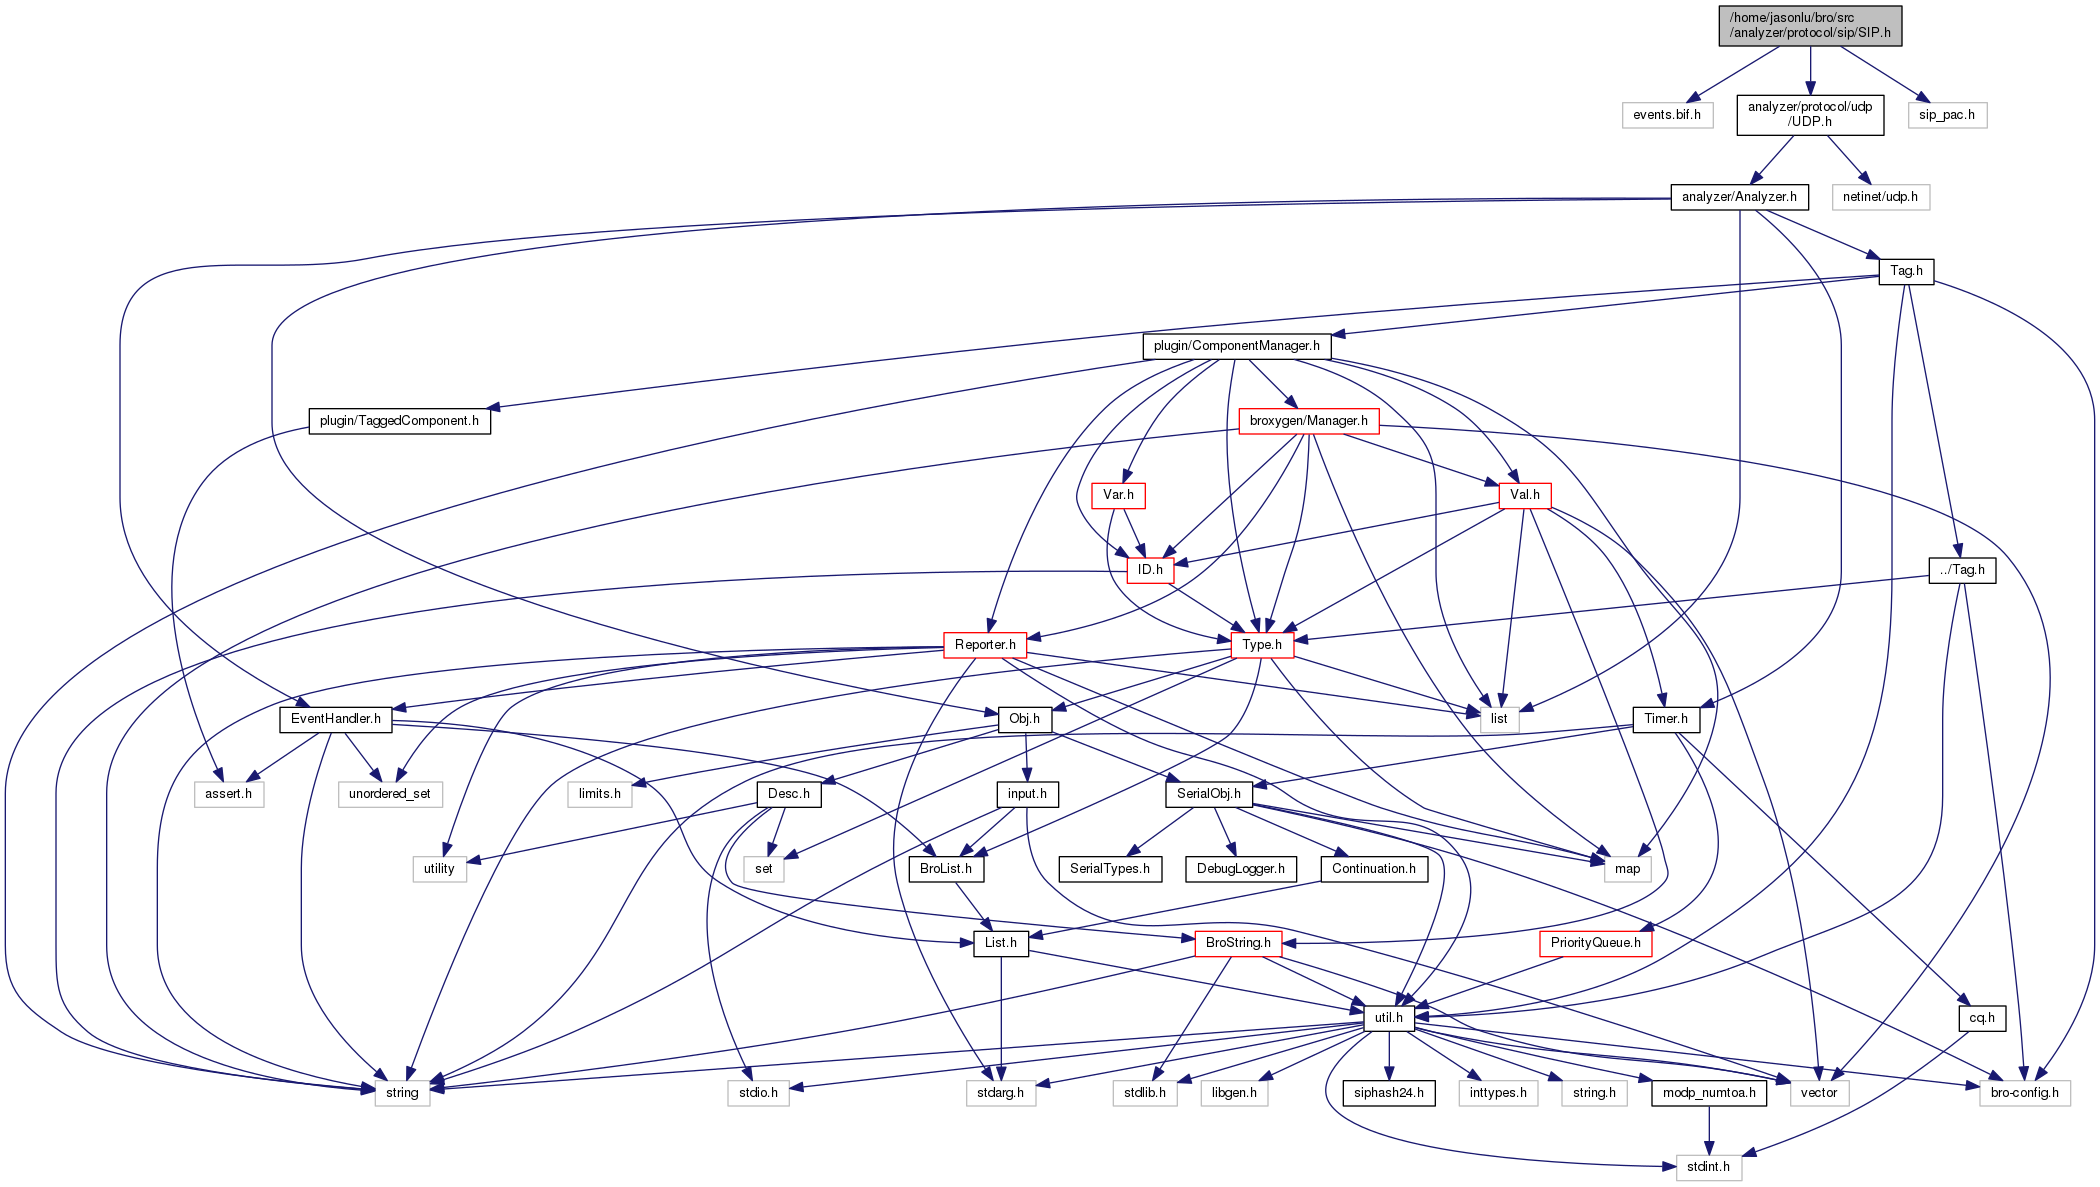 /home/jasonlu/bro/src
/analyzer/protocol/sip/SIP.h
events.bif.h
analyzer/protocol/udp
/UDP.h
sip_pac.h
analyzer/Analyzer.h
netinet/udp.h
Tag.h
plugin/ComponentManager.h
plugin/TaggedComponent.h
broxygen/Manager.h
Var.h
Val.h
ID.h
../Tag.h
Reporter.h
Type.h
EventHandler.h
Obj.h
list
Timer.h
assert.h
unordered_set
limits.h
Desc.h
input.h
SerialObj.h
utility
set
BroList.h
SerialTypes.h
DebugLogger.h
Continuation.h
map
List.h
BroString.h
PriorityQueue.h
util.h
cq.h
string
stdio.h
stdarg.h
stdlib.h
libgen.h
siphash24.h
inttypes.h
string.h
modp_numtoa.h
vector
bro-config.h
stdint.h